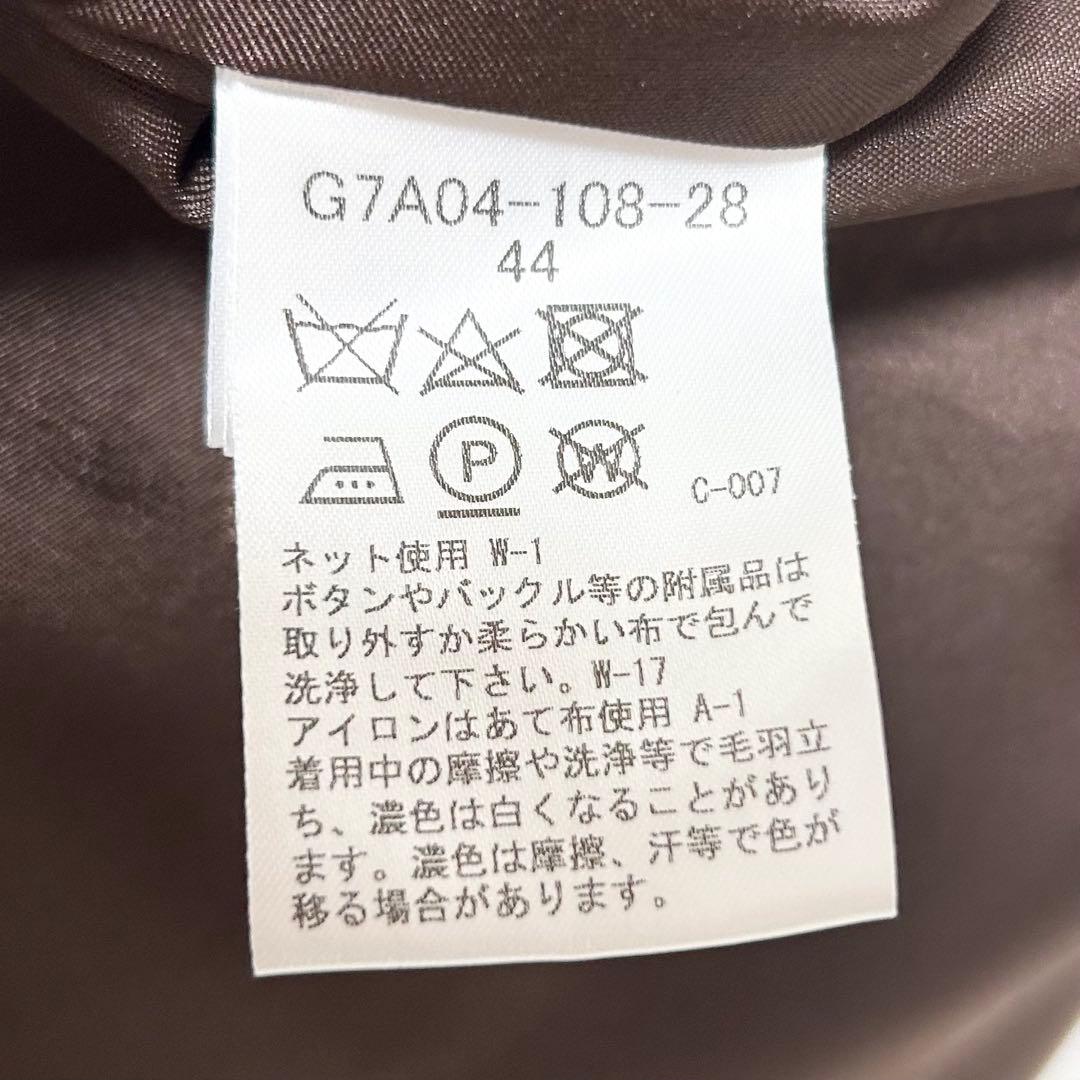 G7A04-108-28
44
P
W
C-007
ネット使用 W-1
ボタンやバックル等の附属品は
取り外すか柔らかい布で包んで
洗浄して下さい。W-17
アイロンはあて布使用 A-1
着用中の摩擦や洗浄等で毛羽立
ち、濃色は白くなることがあり
ます。濃色は摩擦、汗等で色が
移る場合があります。